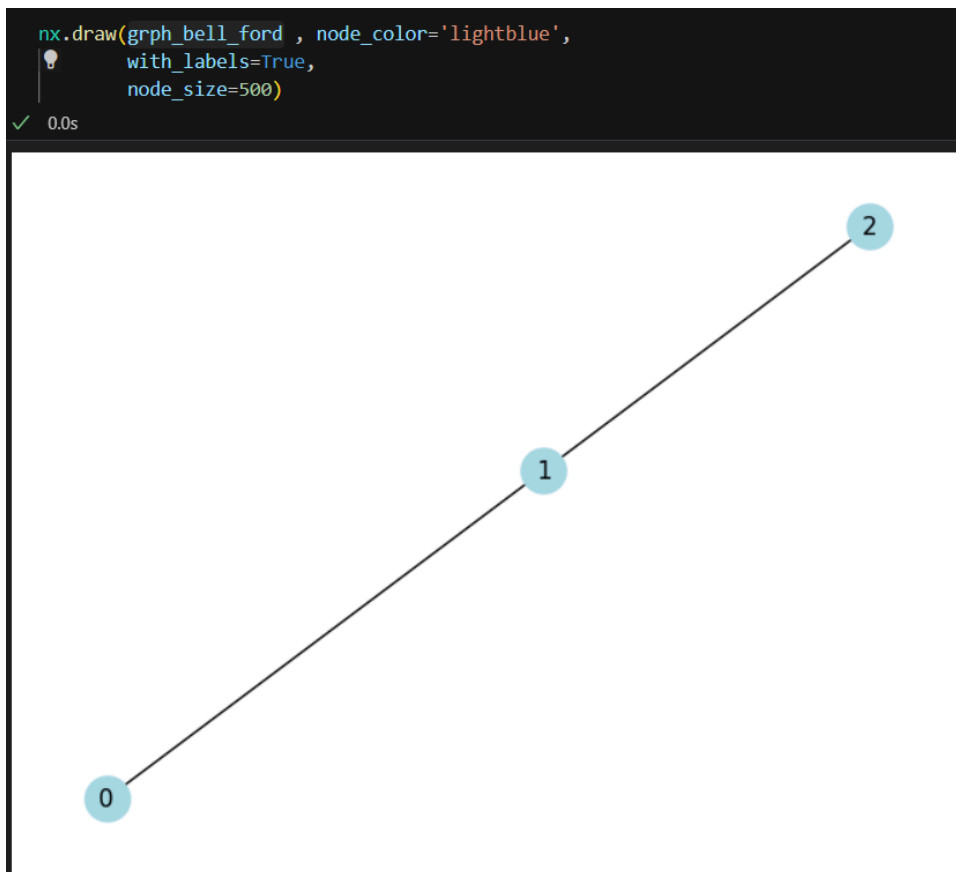 nx.draw(grph_bell_ford , node_color='lightblue',
with_labels=True,
node_size=500)
0.0s
2
1
0